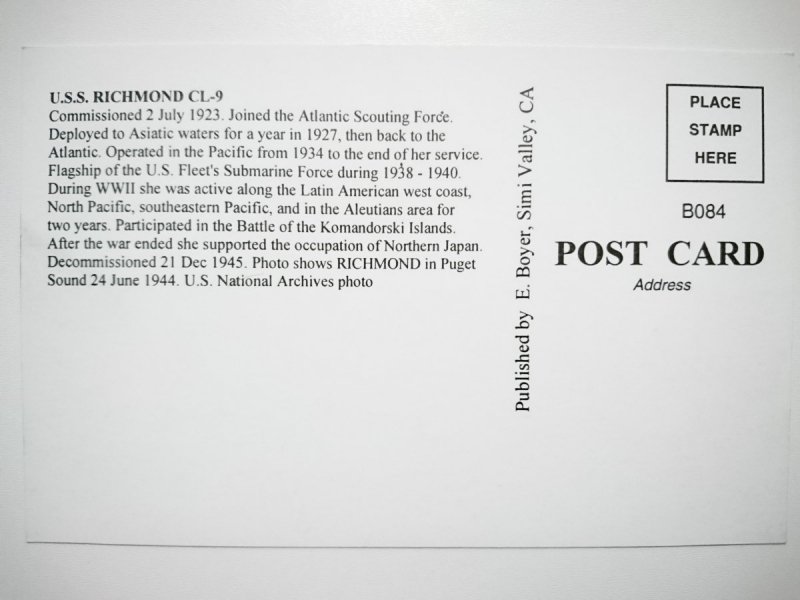 U.S.S. RICHMOND CL-9
Commissioned 2 July 1923. Joined the Atlantic Scouting Force.
Deployed to Asiatic waters for a year in 1927, then back to the
Atlantic. Operated in the Pacific from 1934 to the end of her service.
Flagship of the U.S. Fleet's Submarine Force during 1938 - 1940.
During WWII she was active along the Latin American west coast,
North Pacific, southeastern Pacific, and in the Aleutians area for
two years. Participated in the Battle of the Komandorski Islands.
After the war ended she supported the occupation of Northern Japan.
Decommissioned 21 Dec 1945. Photo shows RICHMOND in Puget
Sound 24 June 1944. U.S. National Archives photo
Published by E. Boyer, Simi Valley, CA
PLACE
STAMP
HERE
B084
POST CARD
Address